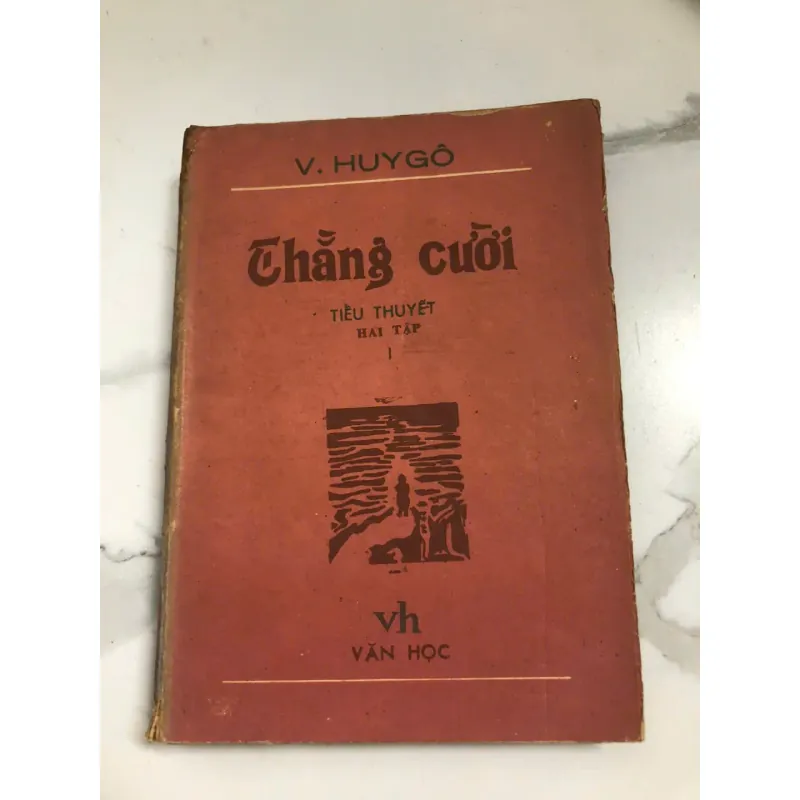 V. HUYGÔ
Thằng cười
TIỂU THUYẾT
HAI TẬP
I
vh
VĂN HỌC